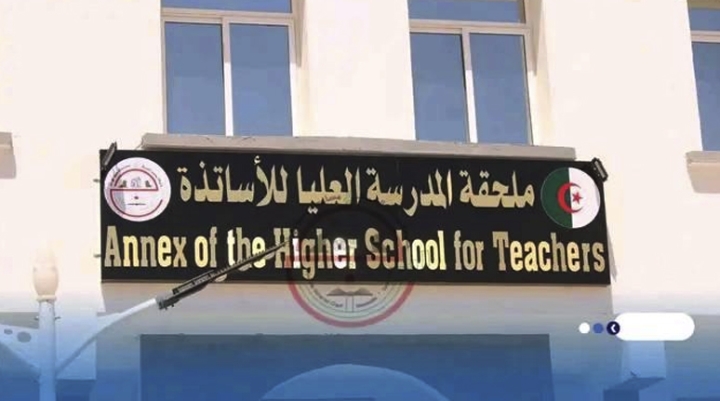 ملحقة المدرسة العليا للأساتذة
Annex of the Higher School for Teachers